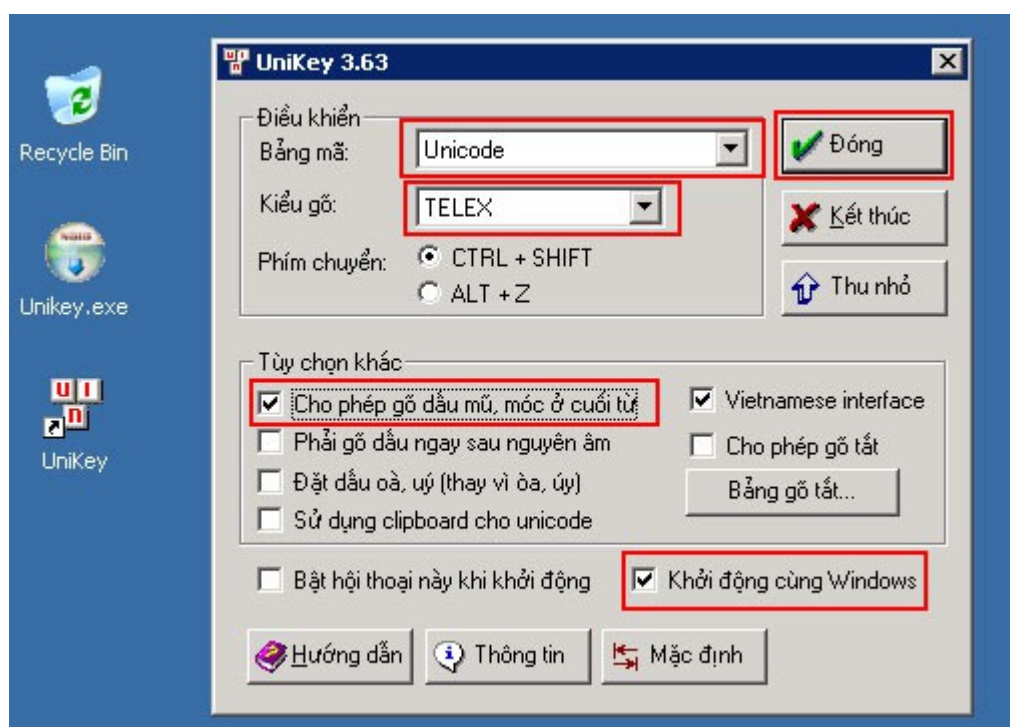 Recycle Bin
Unikey.exe
UniKey
UniKey 3.63
Điều khiển
Bảng mã:
Unicode
Kiểu gõ:
TELEX
Phím chuyển:
CTRL + SHIFT
ALT + Z
Đóng
Kết thúc
Thu nhỏ
Tùy chọn khác
Cho phép gõ dấu mũ, móc ở cuối từ
Phải gõ dấu ngay sau nguyên âm
Đặt dấu oà, uý (thay vì òa, úy)
Sử dụng clipboard cho unicode
Vietnamese interface
Cho phép gõ tắt
Bảng gõ tắt...
Bật hội thoại này khi khởi động
Khởi động cùng Windows
Hướng dẫn
Thông tin
Mặc định